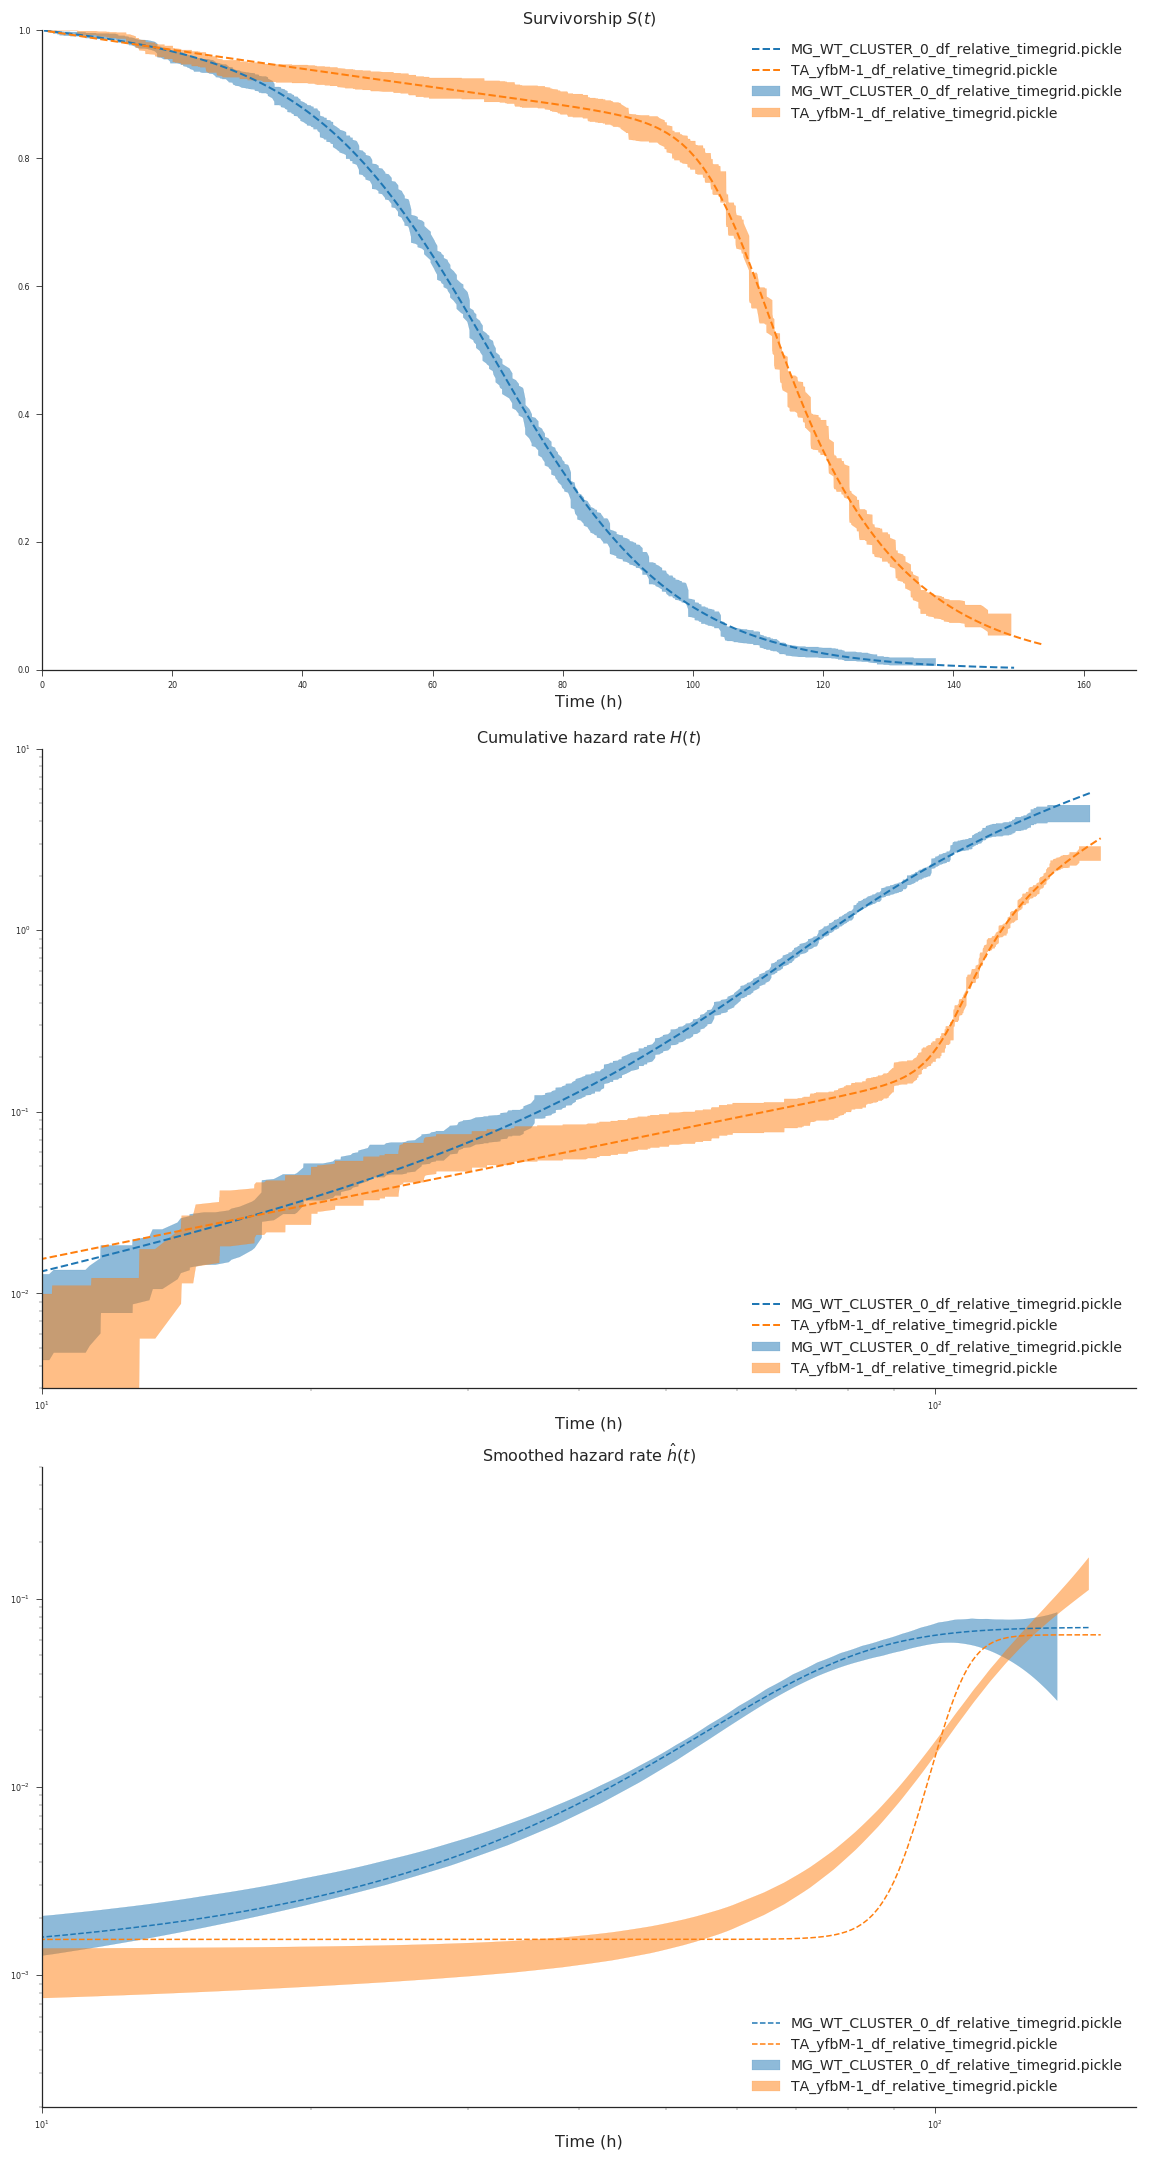 Survivorship S(t)
1.0
0.8
0.6
0.4
0.2
0.0
MG_WT_CLUSTER_0_df_relative_timegrid.pickle
TA_yfbM-1_df_relative_timegrid.pickle
MG_WT_CLUSTER_0_df_relative_timegrid.pickle
TA_yfbM-1_df_relative_timegrid.pickle
0 20 40 60 80 100 120 140 160
Time (h)
Cumulative hazard rate H(t)
10¹
10⁰
10⁻¹
10⁻²
MG_WT_CLUSTER_0_df_relative_timegrid.pickle
TA_yfbM-1_df_relative_timegrid.pickle
MG_WT_CLUSTER_0_df_relative_timegrid.pickle
TA_yfbM-1_df_relative_timegrid.pickle
10¹ 10²
Time (h)
Smoothed hazard rate ĥ(t)
10⁻¹
10⁻²
10⁻³
MG_WT_CLUSTER_0_df_relative_timegrid.pickle
TA_yfbM-1_df_relative_timegrid.pickle
MG_WT_CLUSTER_0_df_relative_timegrid.pickle
TA_yfbM-1_df_relative_timegrid.pickle
10¹ 10²
Time (h)